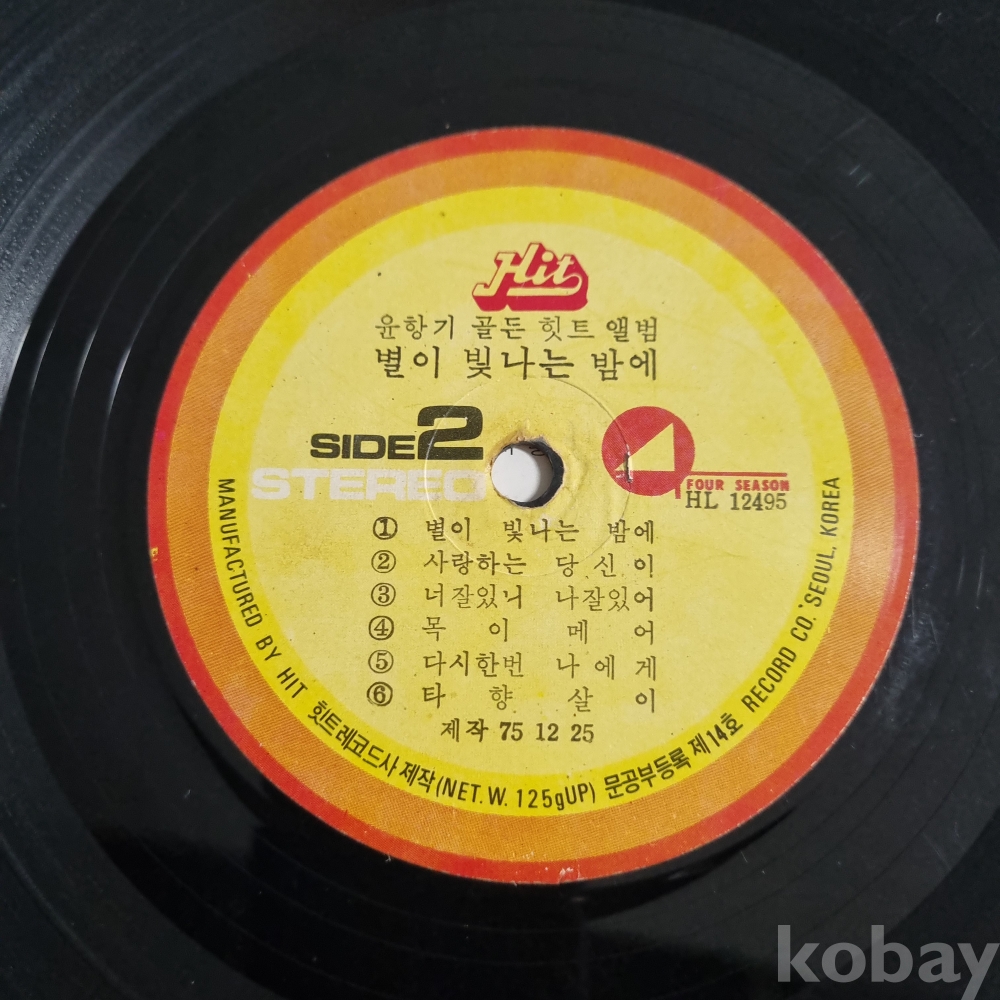 Hit
윤항기 골든 힛트 앨범
별이 빛나는 밤에
SIDE 2
STEREO
FOUR SEASON
HL 12495
① 별이 빛나는 밤에
② 사랑하는 당신이
③ 너잘있니 나잘있어
④ 목이메어
⑤ 다시한번 나에게
⑥ 타향살이
제작 75 12 25
MANUFACTURED BY HIT 힛트레코드사 제작 (NET. W. 125gUP) 문공부등록 제14호 RECORD CO. SEOUL, KOREA
kobay